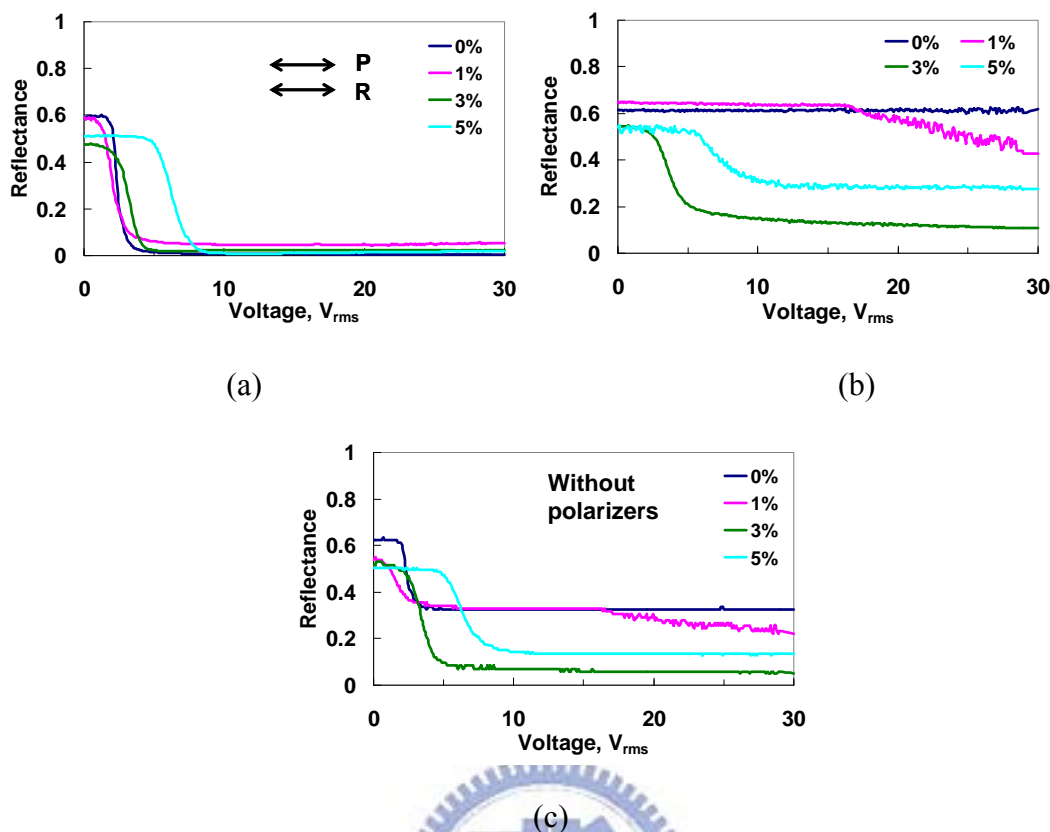 1
0.8
0.6
0.4
0.2
0
Reflectance
P
R
0%
1%
3%
5%
0 10 20 30
Voltage, Vrms
(a)
1
0.8
0.6
0.4
0.2
0
Reflectance
0% 1%
3% 5%
0 10 20 30
Voltage, Vrms
(b)
1
0.8
0.6
0.4
0.2
0
Reflectance
Without
polarizers
0%
1%
3%
5%
0 10 20 30
Voltage, Vrms
(c)